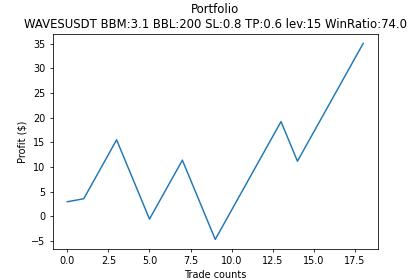 Portfolio
WAVESUSDT BBM:3.1 BBL:200 SL:0.8 TP:0.6 lev:15 WinRatio:74.0
35
30
25
20
15
10
5
0
−5
Profit ($)
0.0 2.5 5.0 7.5 10.0 12.5 15.0 17.5
Trade counts